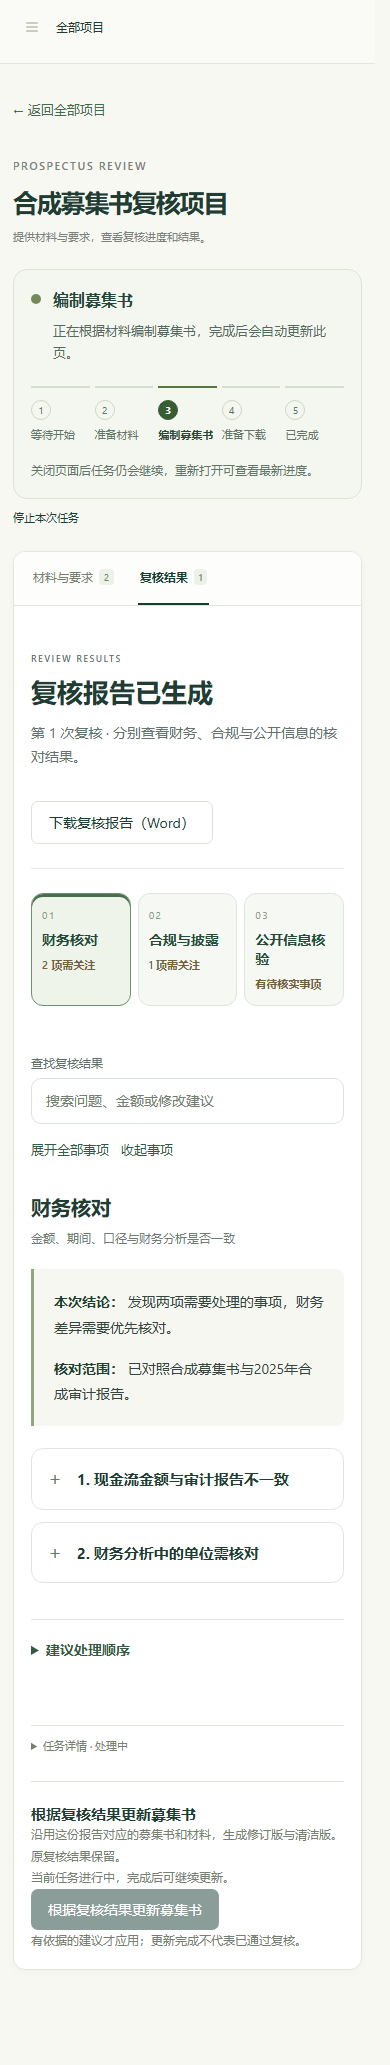 全部项目
← 返回全部项目
PROSPECTUS REVIEW
合成募集书复核项目
提供材料与要求，查看复核进度和结果。
编制募集书
正在根据材料编制募集书，完成后会自动更新此
页。
1
2
3
4
5
等待开始
准备材料
编制募集书
准备下载
已完成
关闭页面后任务仍会继续，重新打开可查看最新进度。
停止本次任务
材料与要求 2
复核结果 1
REVIEW RESULTS
复核报告已生成
第 1 次复核 · 分别查看财务、合规与公开信息的核
对结果。
下载复核报告（Word）
01
财务核对
2 项需关注
02
合规与披露
1 项需关注
03
公开信息核
验
有待核实事项
查找复核结果
搜索问题、金额或修改建议
展开全部事项 收起事项
财务核对
金额、期间、口径与财务分析是否一致
本次结论： 发现两项需要处理的事项，财务
差异需要优先核对。
核对范围： 已对照合成募集书与2025年合
成审计报告。
+ 1. 现金流金额与审计报告不一致
+ 2. 财务分析中的单位需核对
▶ 建议处理顺序
▶ 任务详情 · 处理中
根据复核结果更新募集书
沿用这份报告对应的募集书和材料，生成修订版与清洁版。
原复核结果保留。
当前任务进行中，完成后可继续更新。
根据复核结果更新募集书
有依据的建议才应用；更新完成不代表已通过复核。